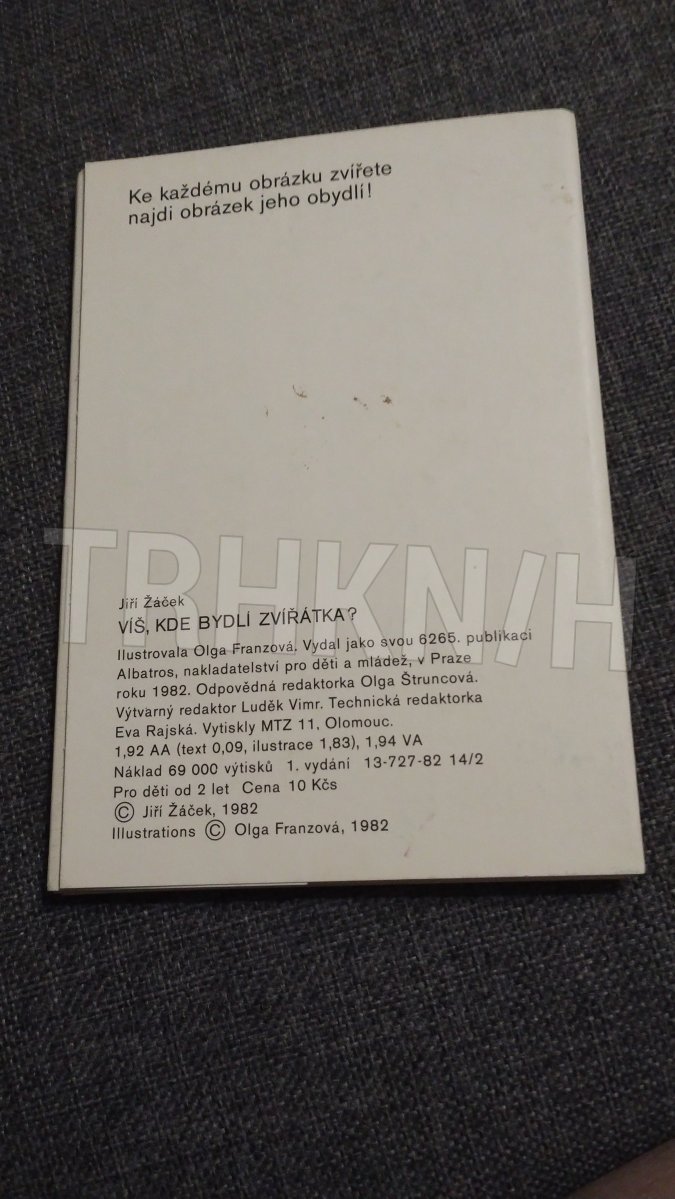 Ke každému obrázku zvířete
najdi obrázek jeho obydlí!
TRHKNIH
Jiří Žáček
VÍŠ, KDE BYDLÍ ZVÍŘÁTKA?
Ilustrovala Olga Franzová. Vydal jako svou 6265. publikaci
Albatros, nakladatelství pro děti a mládež, v Praze
roku 1982. Odpovědná redaktorka Olga Štruncová.
Výtvarný redaktor Luděk Vimr. Technická redaktorka
Eva Rajská. Vytiskly MTZ 11, Olomouc.
1,92 AA (text 0,09, ilustrace 1,83), 1,94 VA
Náklad 69 000 výtisků 1. vydání 13-727-82 14/2
Pro děti od 2 let Cena 10 Kčs
© Jiří Žáček, 1982
Illustrations © Olga Franzová, 1982